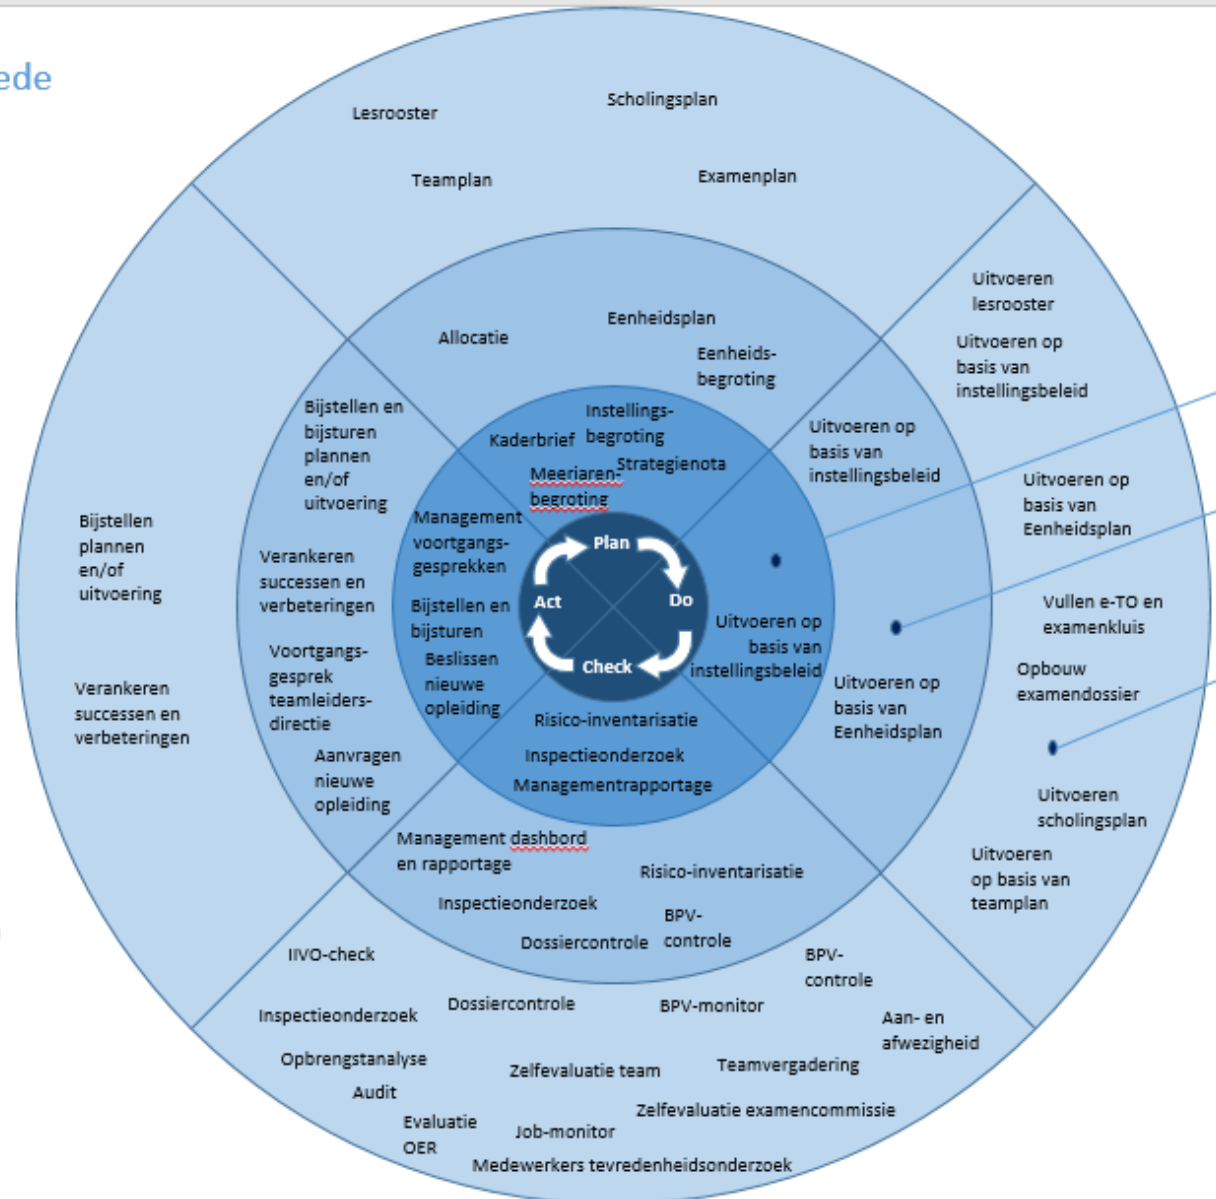 ede
Lesrooster
Scholingsplan
Teamplan
Examenplan
Uitvoeren
lesrooster
Uitvoeren op
basis van
instellingsbeleid
Uitvoeren op
basis van
Eenheidsplan
Vullen e-TO en
examenkluis
Opbouw
examendossier
Uitvoeren
scholingsplan
Uitvoeren
op basis van
teamplan
Allocatie
Eenheidsplan
Eenheids-
begroting
Uitvoeren op
basis van
instellingsbeleid
Uitvoeren op
basis van
Eenheidsplan
Instellings-
begroting
Kaderbrief
Strategienota
Meerjaren-
begroting
Plan
Do
Check
Act
Uitvoeren op
basis van
instellingsbeleid
Management
voortgangs-
gesprekken
Bijstellen en
bijsturen
Beslissen
nieuwe
opleiding
Risico-inventarisatie
Inspectieonderzoek
Managementrapportage
Bijstellen en
bijsturen
plannen
en/of
uitvoering
Verankeren
successen en
verbeteringen
Voortgangs-
gesprek
teamleiders-
directie
Aanvragen
nieuwe
opleiding
Bijstellen
plannen
en/of
uitvoering
Verankeren
successen en
verbeteringen
Management dashbord
en rapportage
Risico-inventarisatie
Inspectieonderzoek
BPV-
controle
Dossiercontrole
IIVO-check
BPV-
controle
Dossiercontrole
BPV-monitor
Inspectieonderzoek
Aan- en
afwezigheid
Opbrengstanalyse
Zelfevaluatie team
Teamvergadering
Audit
Zelfevaluatie examencommissie
Evaluatie
OER
Job-monitor
Medewerkers tevredenheidsonderzoek